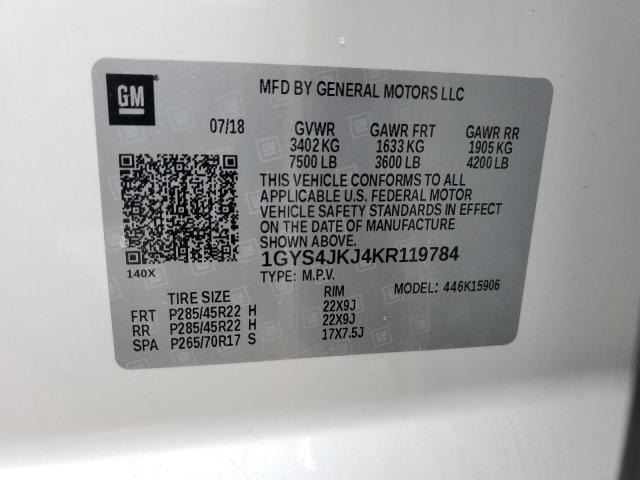 GM
MFD BY GENERAL MOTORS LLC
07/18 GVWR GAWR FRT GAWR RR
3402 KG 1633 KG 1905 KG
7500 LB 3600 LB 4200 LB
THIS VEHICLE CONFORMS TO ALL
APPLICABLE U.S. FEDERAL MOTOR
VEHICLE SAFETY STANDARDS IN EFFECT
ON THE DATE OF MANUFACTURE
SHOWN ABOVE.
1GYS4JKJ4KR119784
140X
TYPE: M.P.V.
MODEL: 446K15906
TIRE SIZE RIM
FRT P285/45R22 H 22X9J
RR P285/45R22 H 22X9J
SPA P265/70R17 S 17X7.5J